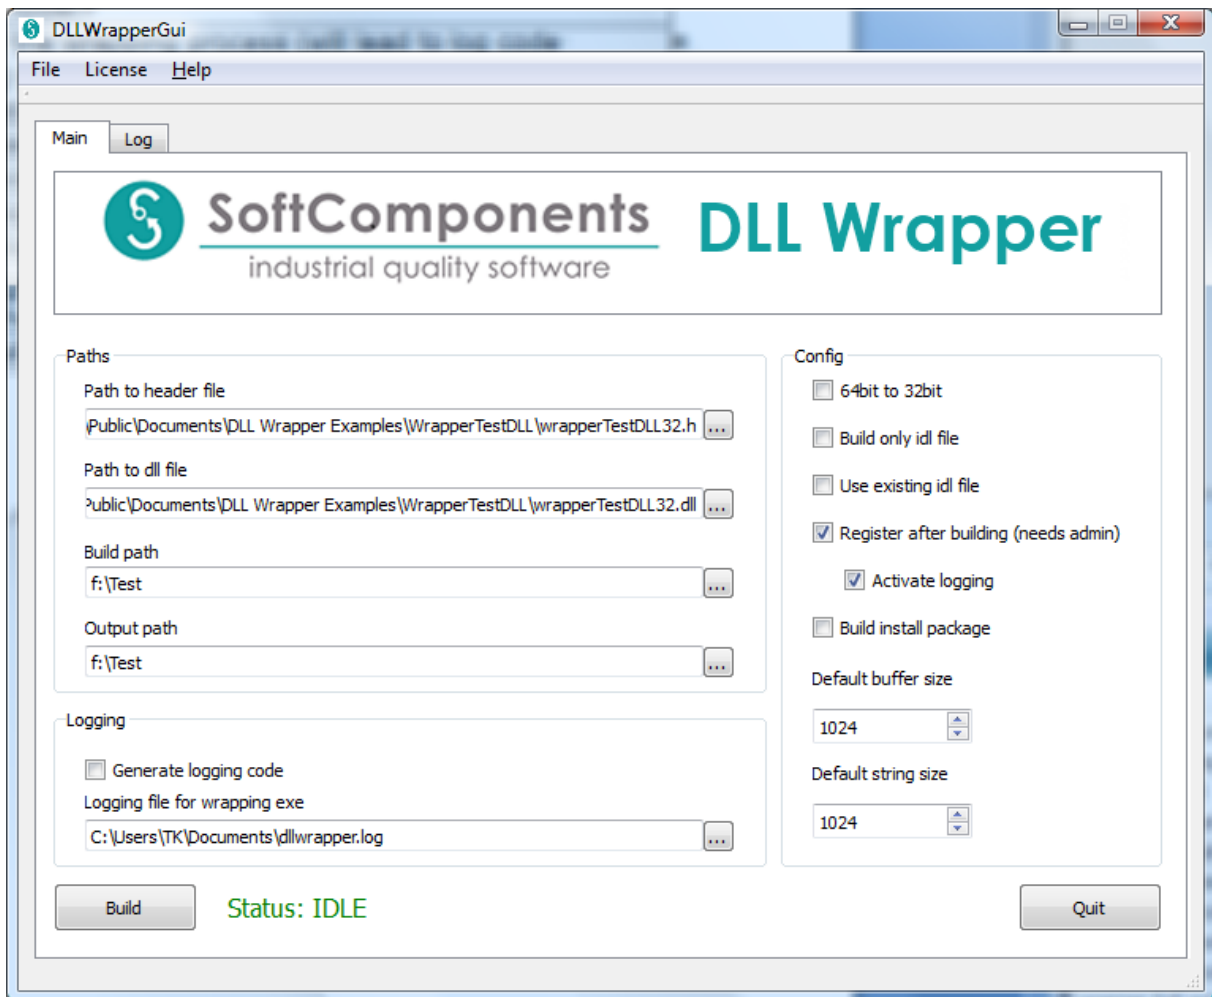 DLLWrapperGui
File License Help
Main Log
SoftComponents
industrial quality software
DLL Wrapper
Paths
Path to header file
\Public\Documents\DLL Wrapper Examples\WrapperTestDLL\wrapperTestDLL32.h ...
Path to dll file
Public\Documents\DLL Wrapper Examples\WrapperTestDLL\wrapperTestDLL32.dll ...
Build path
f:\Test ...
Output path
f:\Test ...
Logging
Generate logging code
Logging file for wrapping exe
C:\Users\TK\Documents\dllwrapper.log ...
Config
64bit to 32bit
Build only idl file
Use existing idl file
Register after building (needs admin)
Activate logging
Build install package
Default buffer size
1024
Default string size
1024
Build Status: IDLE Quit